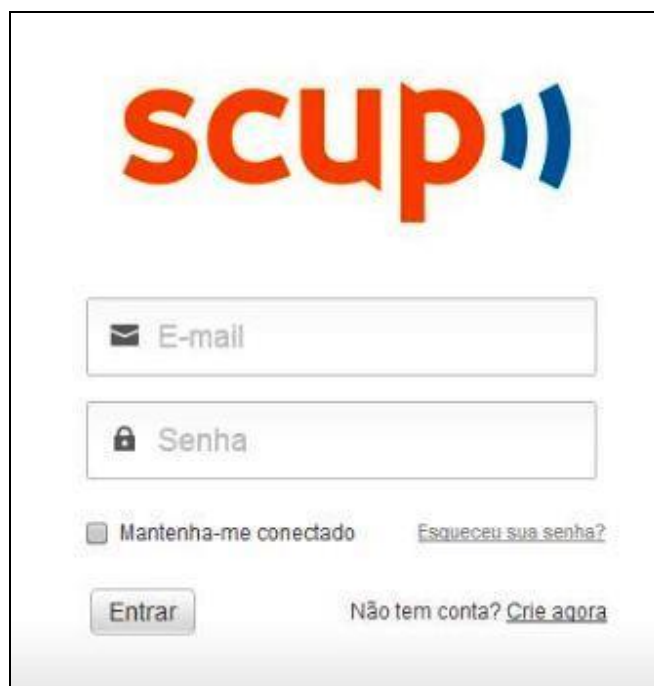 scup
E-mail
Senha
Mantenha-me conectado Esqueceu sua senha?
Entrar Não tem conta? Crie agora